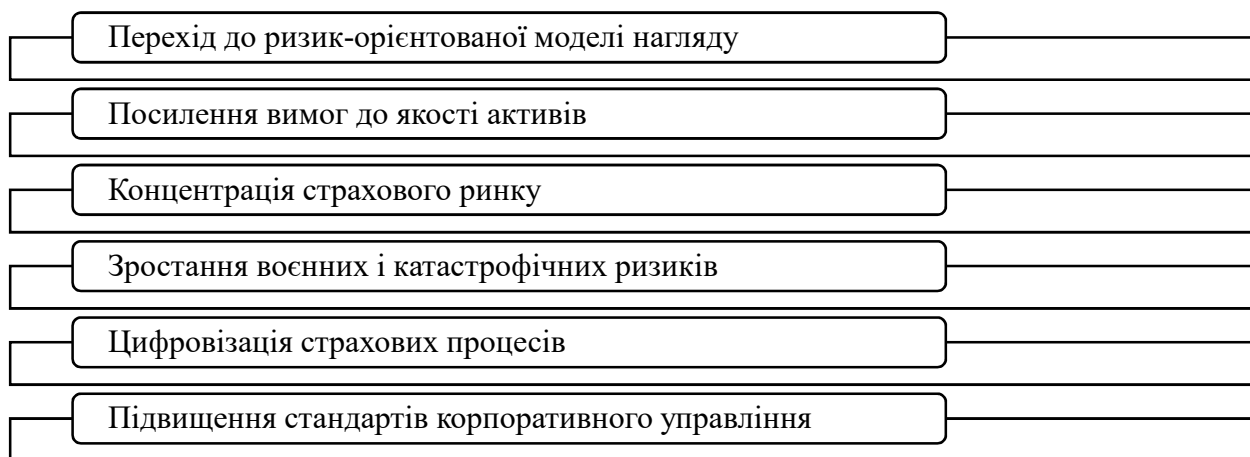 Перехід до ризик-орієнтованої моделі нагляду
Посилення вимог до якості активів
Концентрація страхового ринку
Зростання воєнних і катастрофічних ризиків
Цифровізація страхових процесів
Підвищення стандартів корпоративного управління